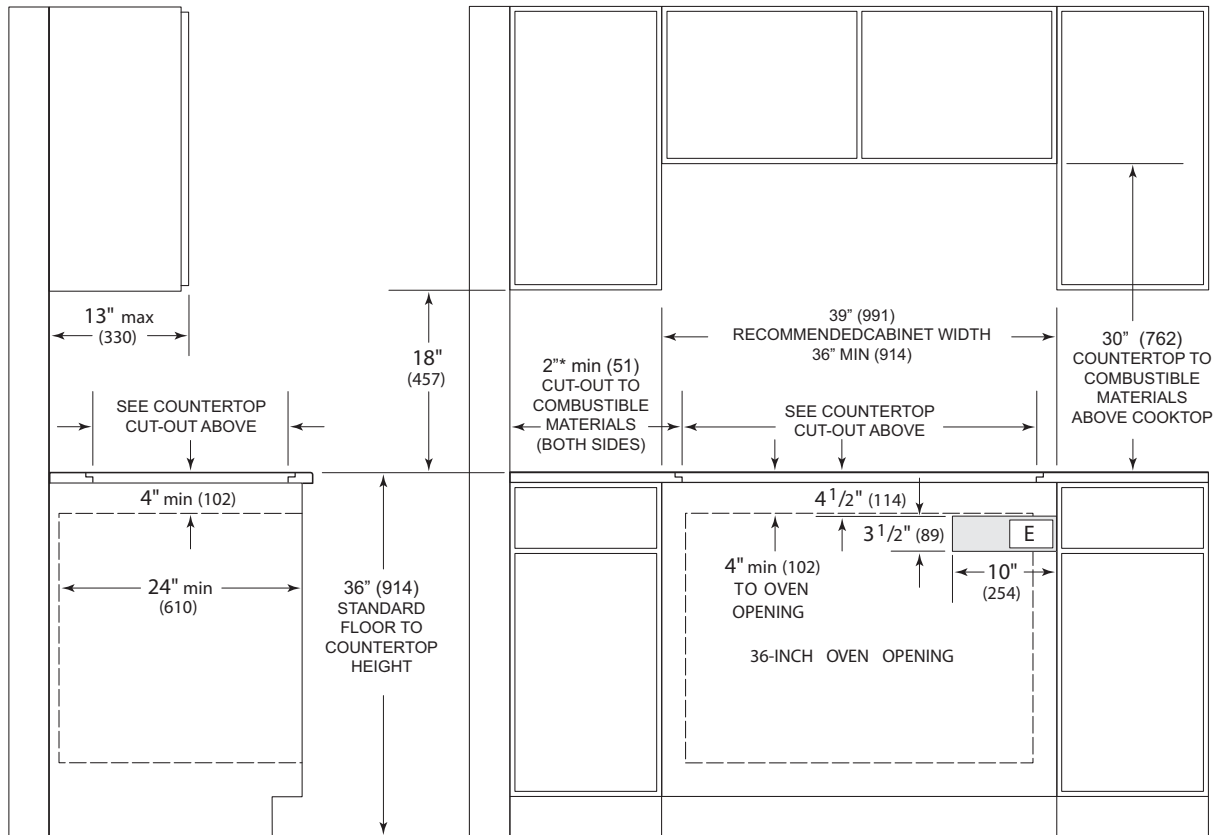 13" max
(330)
SEE COUNTERTOP
CUT-OUT ABOVE
4" min (102)
24" min
(610)
18"
(457)
36” (914)
STANDARD
FLOOR TO
COUNTERTOP
HEIGHT
2”* min (51)
CUT-OUT TO
COMBUSTIBLE
MATERIALS
(BOTH SIDES)
39” (991)
RECOMMENDEDCABINET WIDTH
36” MIN (914)
SEE COUNTERTOP
CUT-OUT ABOVE
30” (762)
COUNTERTOP TO
COMBUSTIBLE
MATERIALS
ABOVE COOKTOP
4 1/2" (114)
3 1/2" (89)
E
4" min (102)
TO OVEN
OPENING
10"
(254)
36-INCH OVEN OPENING